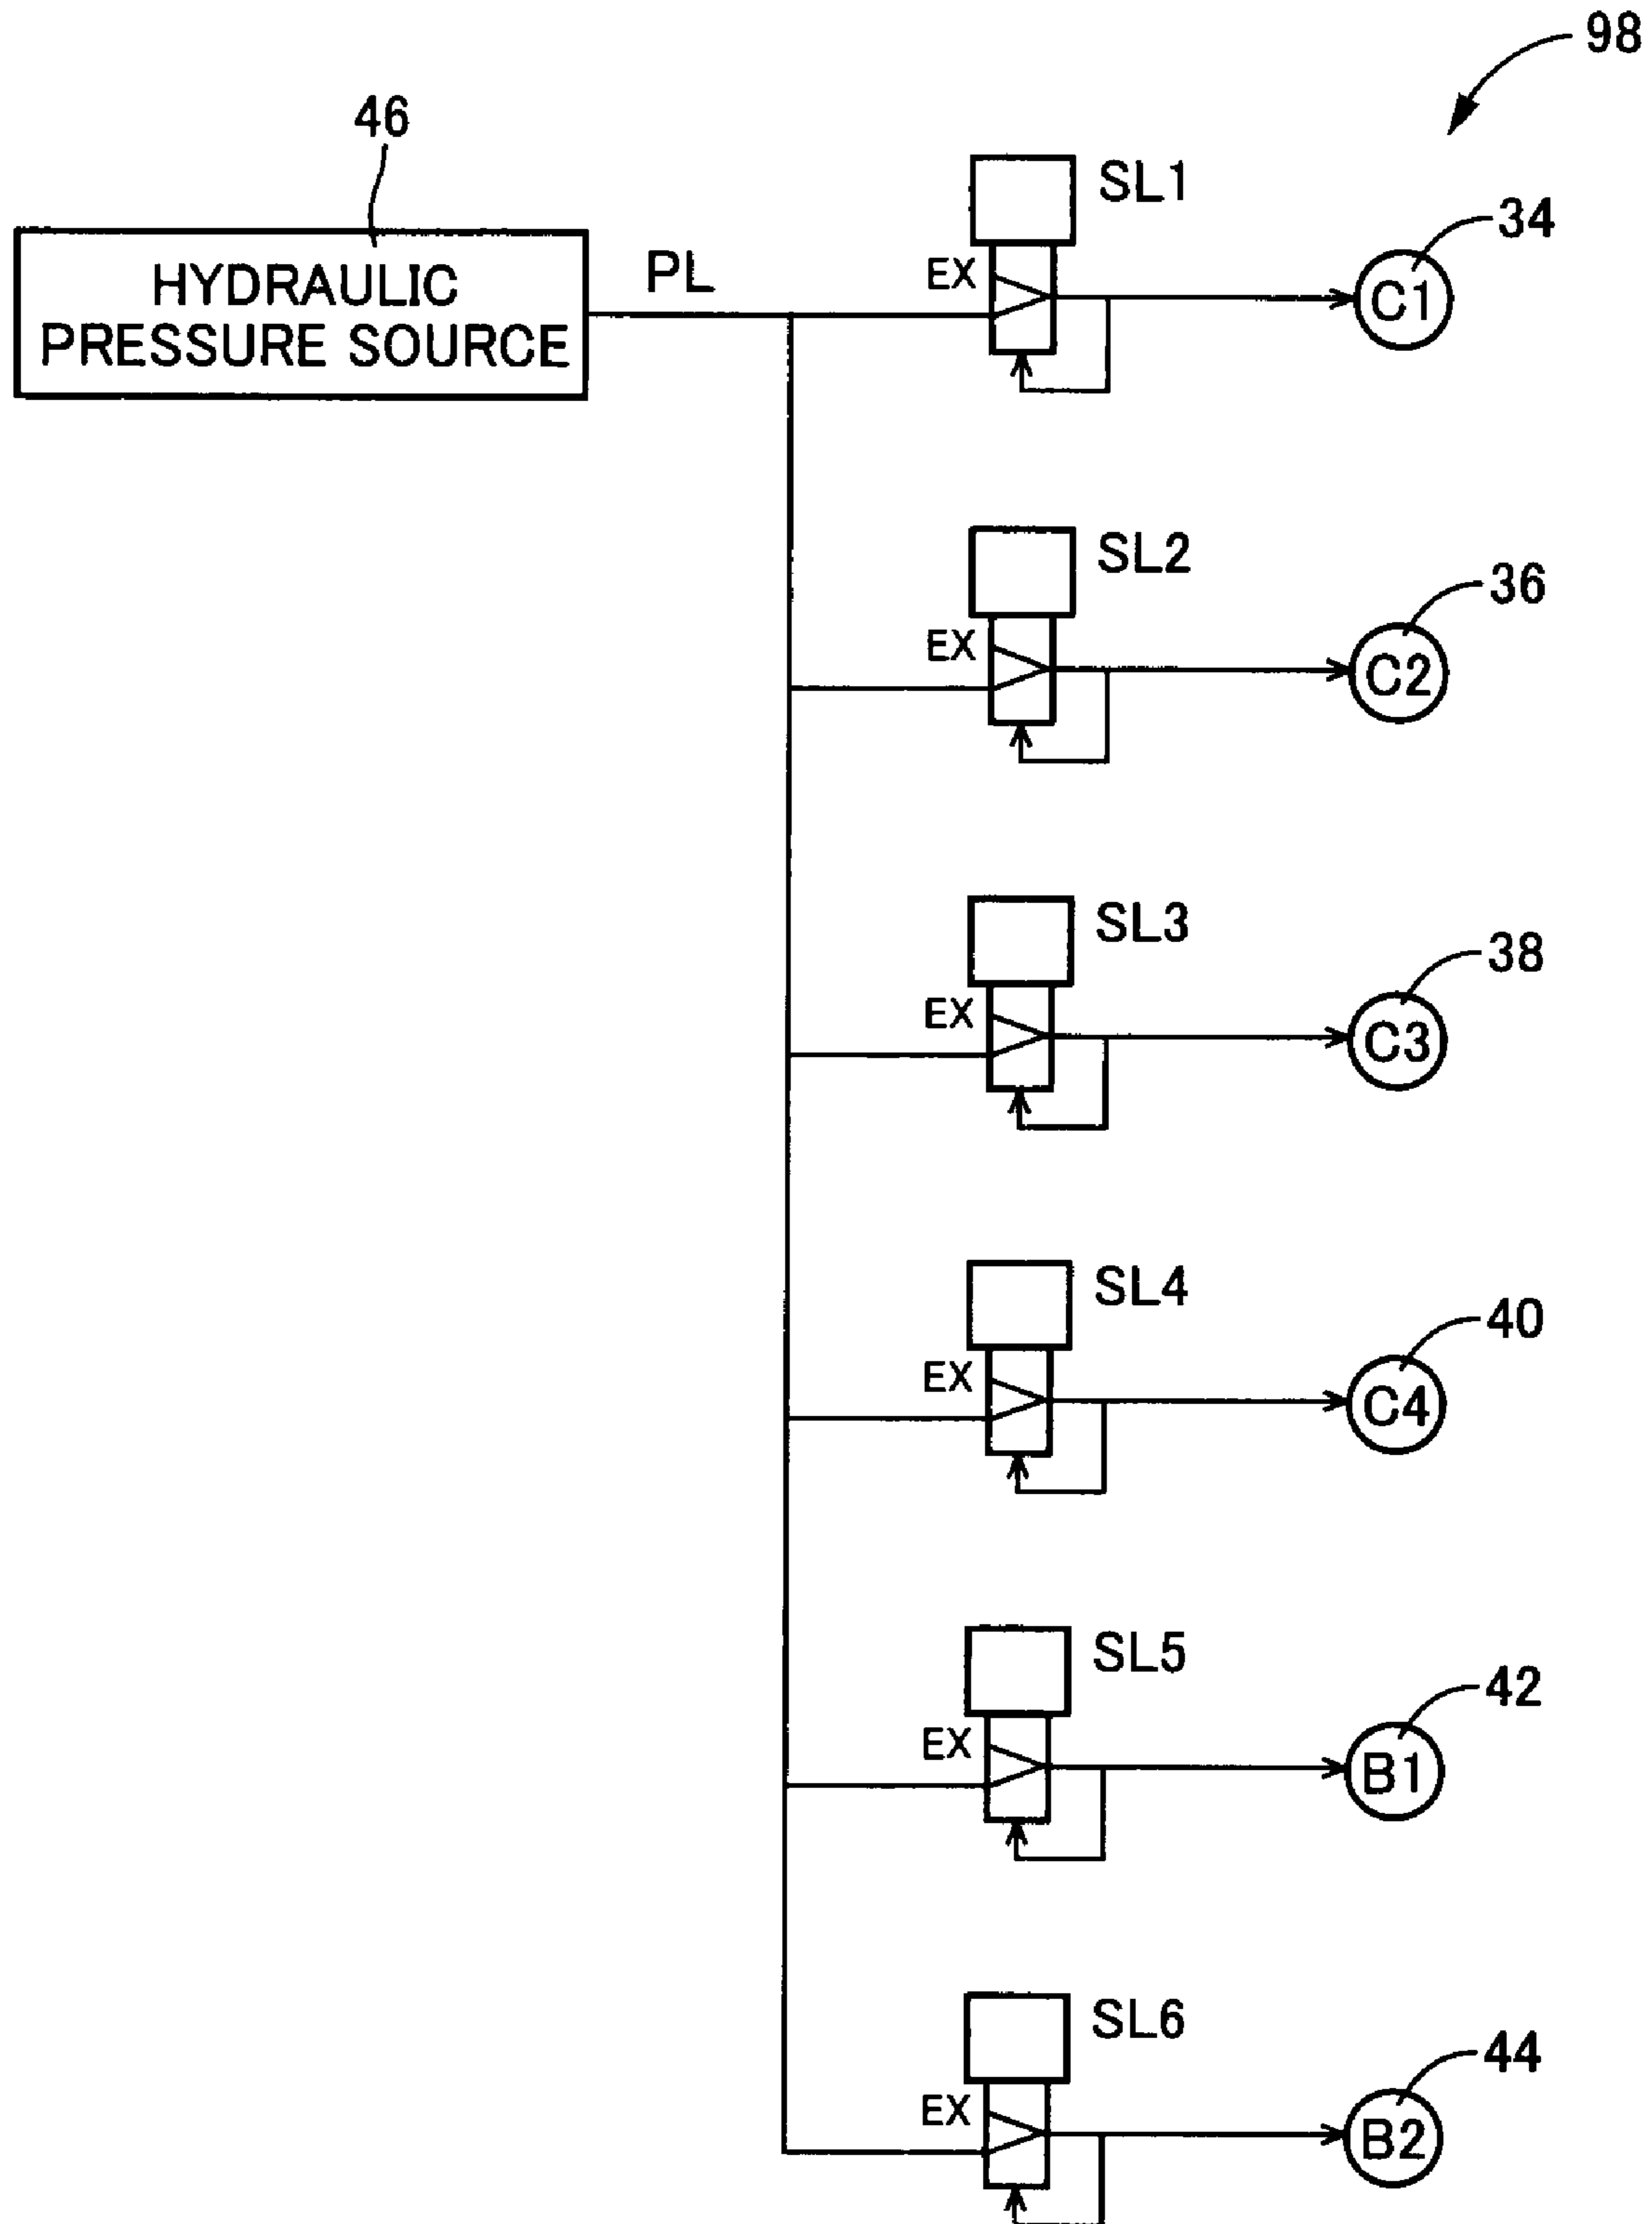 98
46
SL1
34
HYDRAULIC
PRESSURE SOURCE
PL
EX
C1
SL2
36
EX
C2
SL3
38
EX
C3
SL4
40
EX
C4
SL5
42
EX
B1
SL6
44
EX
B2